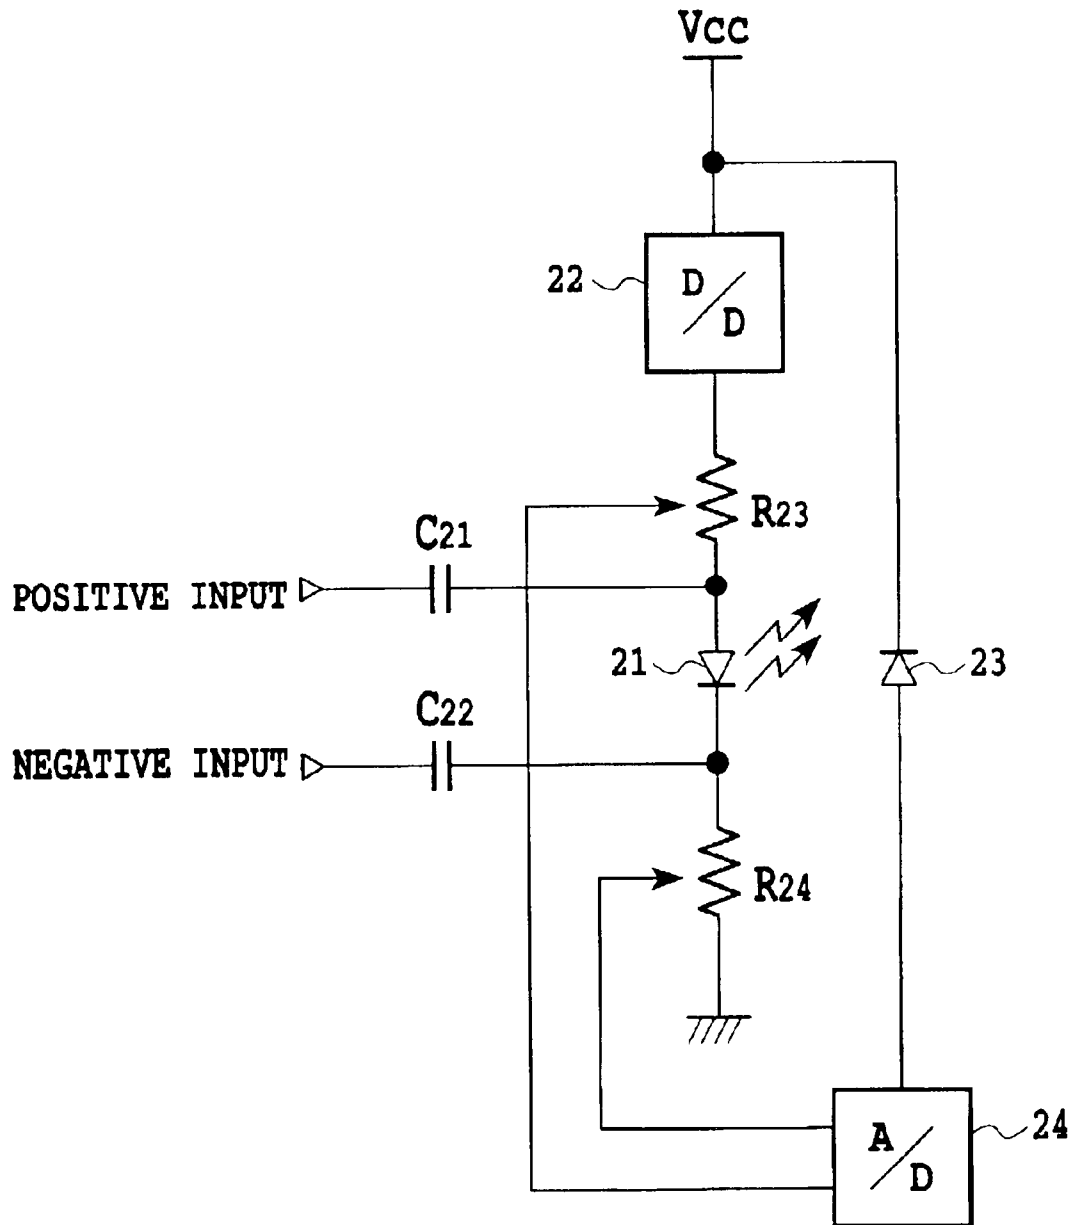 Vcc
22
D/D
R23
C21
POSITIVE INPUT
21
23
C22
NEGATIVE INPUT
R24
A/D
24